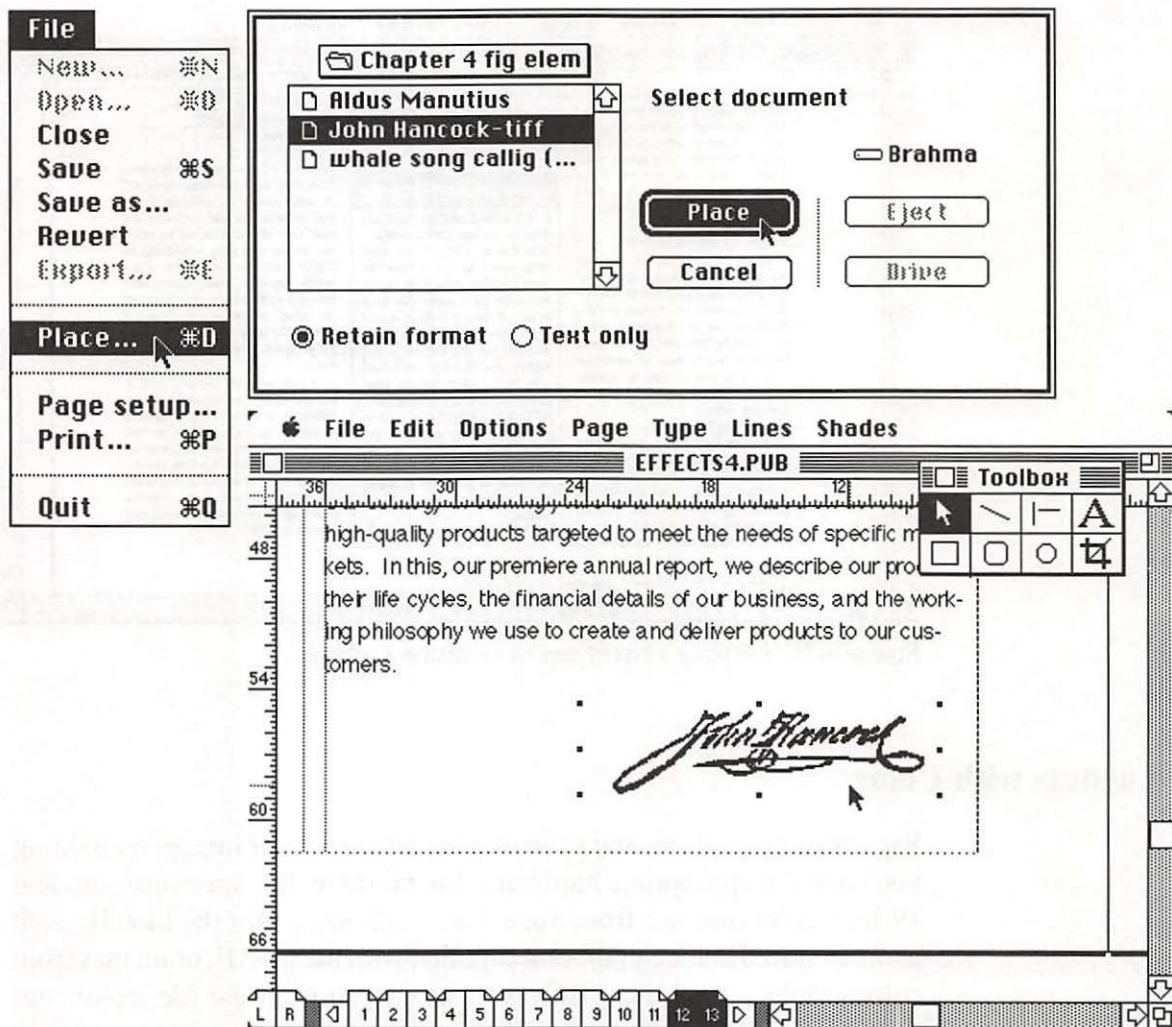 File
New... ⌘N
Open... ⌘O
Close
Save ⌘S
Save as...
Revert
Export... ⌘E
Place... ⌘D
Page setup...
Print... ⌘P
Quit ⌘Q
Chapter 4 fig elem
Aldus Manutius
John Hancock-tiff
whale song callig (...
Select document
Brahma
Place
Eject
Cancel
Drive
Retain format Text only
File Edit Options Page Type Lines Shades
EFFECTS4.PUB
Toolbox
A
36 30 24 18 12
48
54
60
66
high-quality products targeted to meet the needs of specific m
kets. In this, our premiere annual report, we describe our prod
their life cycles, the financial details of our business, and the work-
ing philosophy we use to create and deliver products to our cus-
tomers.
John Hancock
L R 1 2 3 4 5 6 7 8 9 10 11 12 13